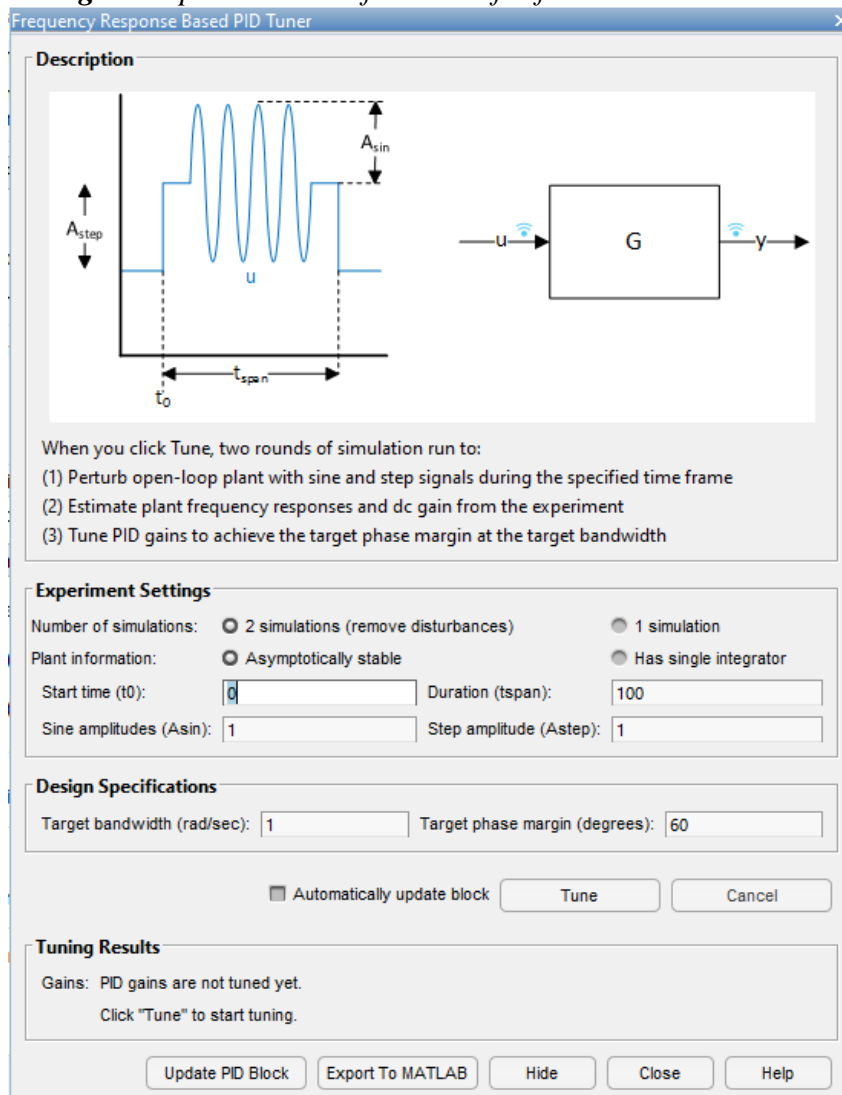 Frequency Response Based PID Tuner
Description
A_sin
A_step
u
u
G
y
t_span
t_0
When you click Tune, two rounds of simulation run to:
(1) Perturb open-loop plant with sine and step signals during the specified time frame
(2) Estimate plant frequency responses and dc gain from the experiment
(3) Tune PID gains to achieve the target phase margin at the target bandwidth
Experiment Settings
Number of simulations: 2 simulations (remove disturbances) 1 simulation
Plant information: Asymptotically stable Has single integrator
Start time (t0): 0 Duration (tspan): 100
Sine amplitudes (Asin): 1 Step amplitude (Astep): 1
Design Specifications
Target bandwidth (rad/sec): 1 Target phase margin (degrees): 60
Automatically update block Tune Cancel
Tuning Results
Gains: PID gains are not tuned yet.
Click "Tune" to start tuning.
Update PID Block Export To MATLAB Hide Close Help